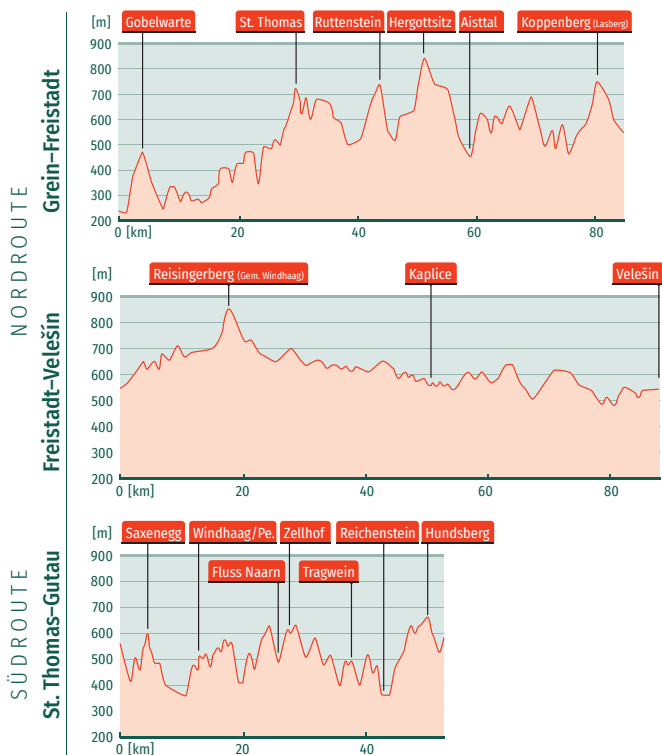 NORDROUTE
Grein–Freistadt
[m]
Gobelwarte
St. Thomas
Ruttenstein
Hergottsitz
Aisttal
Koppenberg (Lasberg)
900
800
700
600
500
400
300
200
0 [km]
20
40
60
80
Freistadt–Velešín
[m]
Reisingerberg (Gem. Windhaag)
Kaplice
Velešin
900
800
700
600
500
400
300
200
0 [km]
20
40
60
80
SÜDROUTE
St. Thomas–Gutau
[m]
Saxenegg
Windhaag/Pe.
Zellhof
Reichenstein
Hundsberg
Fluss Naarn
Tragwein
900
800
700
600
500
400
300
200
0 [km]
20
40